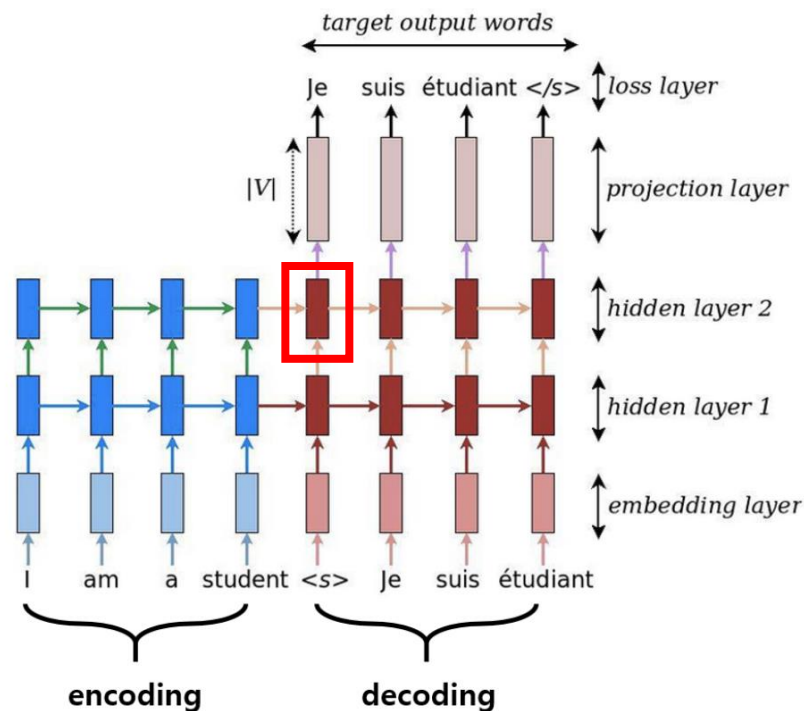 target output words
Je suis étudiant </s> loss layer
|V| projection layer
hidden layer 2
hidden layer 1
embedding layer
I am a student <s> Je suis étudiant
encoding decoding